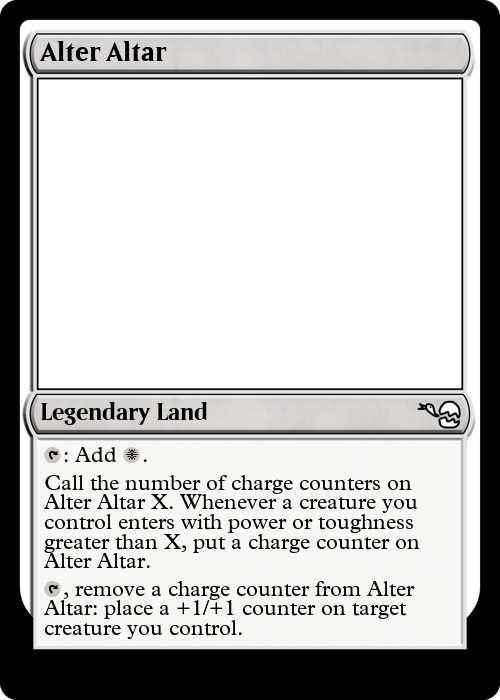 Alter Altar
Legendary Land
: Add .
Call the number of charge counters on
Alter Altar X. Whenever a creature you
control enters with power or toughness
greater than X, put a charge counter on
Alter Altar.
, remove a charge counter from Alter
Altar: place a +1/+1 counter on target
creature you control.